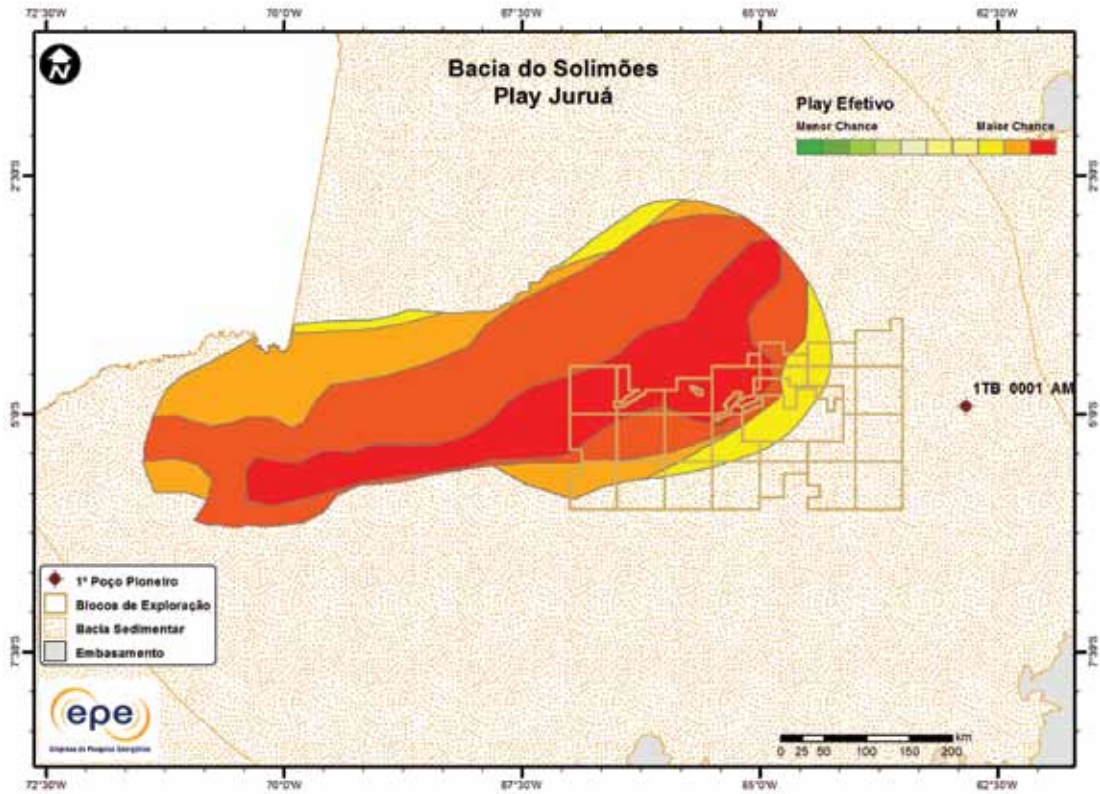 72°30'W 70°0'W 67°30'W 65°0'W 62°30'W
Bacia do Solimões
Play Juruá
Play Efetivo
Menor Chance Maior Chance
2°30'S 2°30'S
1TB 0001 AM
5°0'S 5°0'S
1º Poço Pioneiro
Blocos de Exploração
Bacia Sedimentar
Embasamento
7°30'S 7°30'S
epe
Empresa de Pesquisa Energética
km
0 25 50 100 150 200
72°30'W 70°0'W 67°30'W 65°0'W 62°30'W
N